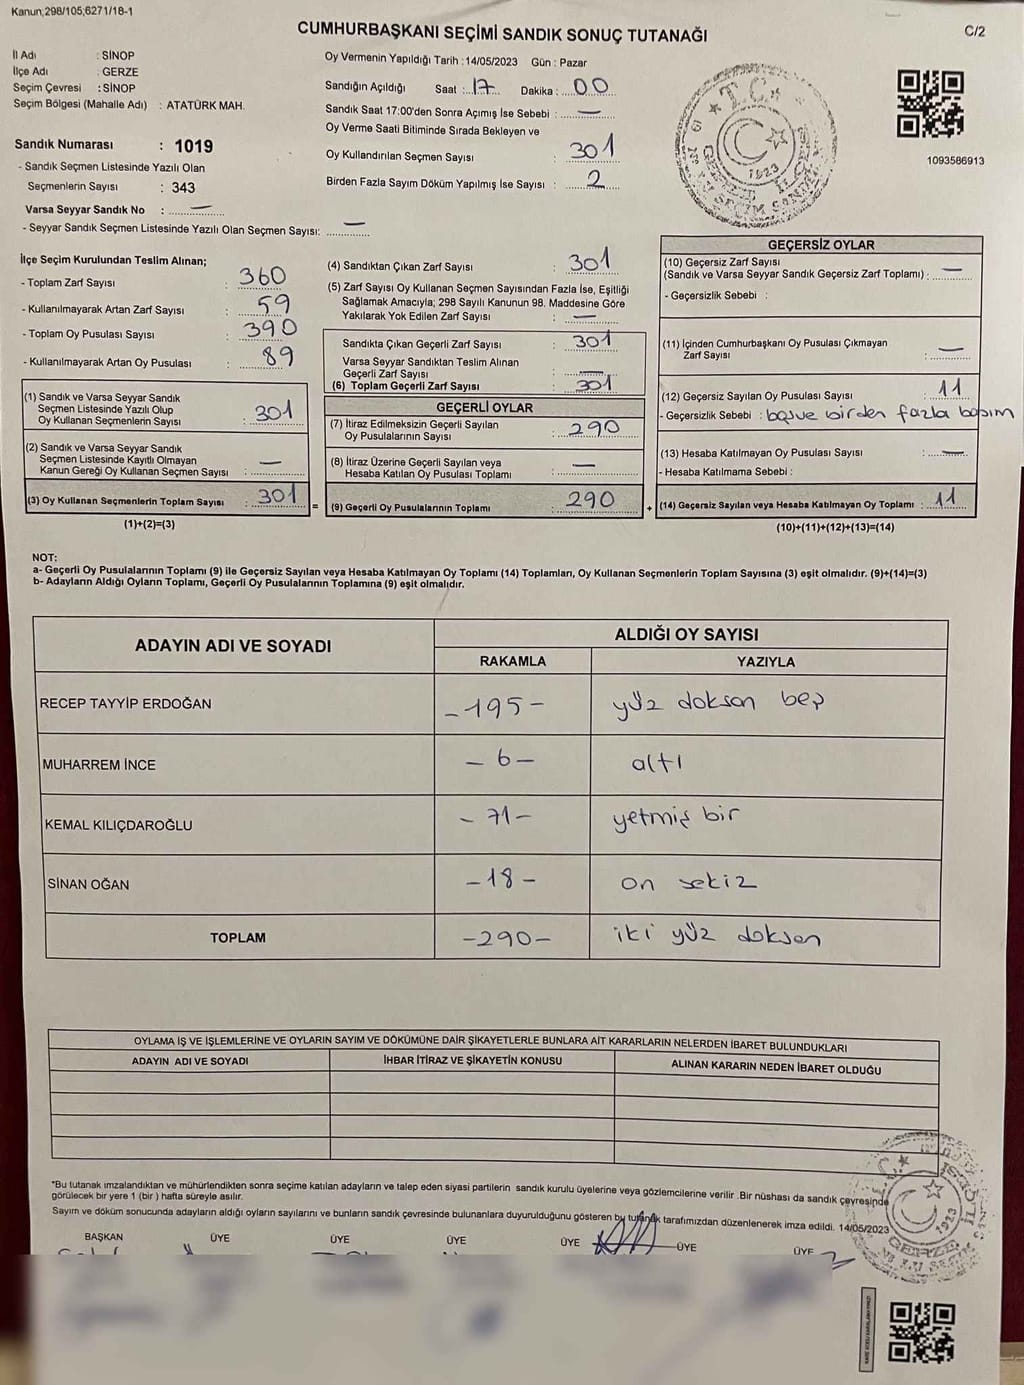 Kanun;298/105;6271/18-1
CUMHURBAŞKANI SEÇİMİ SANDIK SONUÇ TUTANAĞI
C/2
İl Adı : SİNOP
İlçe Adı : GERZE
Seçim Çevresi : SİNOP
Seçim Bölgesi (Mahalle Adı) : ATATÜRK MAH.
Sandık Numarası : 1019
- Sandık Seçmen Listesinde Yazılı Olan
Seçmenlerin Sayısı : 343
Varsa Seyyar Sandık No : —
- Seyyar Sandık Seçmen Listesinde Yazılı Olan Seçmen Sayısı: —
Oy Vermenin Yapıldığı Tarih : 14/05/2023 Gün : Pazar
Sandığın Açıldığı Saat : 17 Dakika : 00
Sandık Saat 17:00'den Sonra Açımış İse Sebebi : —
Oy Verme Saati Bitiminde Sırada Bekleyen ve
Oy Kullandırılan Seçmen Sayısı : 301
Birden Fazla Sayım Döküm Yapılmış İse Sayısı : 2
T.C.
1923
1093586913
İlçe Seçim Kurulundan Teslim Alınan;
- Toplam Zarf Sayısı : 360
- Kullanılmayarak Artan Zarf Sayısı : 59
- Toplam Oy Pusulası Sayısı : 390
- Kullanılmayarak Artan Oy Pusulası : 89
(1) Sandık ve Varsa Seyyar Sandık
Seçmen Listesinde Yazılı Olup
Oy Kullanan Seçmenlerin Sayısı : 301
(2) Sandık ve Varsa Seyyar Sandık
Seçmen Listesinde Kayıtlı Olmayan
Kanun Gereği Oy Kullanan Seçmen Sayısı : —
(3) Oy Kullanan Seçmenlerin Toplam Sayısı : 301
(1)+(2)=(3)
(4) Sandıktan Çıkan Zarf Sayısı : 301
(5) Zarf Sayısı Oy Kullanan Seçmen Sayısından Fazla İse, Eşitliği
Sağlamak Amacıyla; 298 Sayılı Kanunun 98. Maddesine Göre
Yakılarak Yok Edilen Zarf Sayısı : —
Sandıkta Çıkan Geçerli Zarf Sayısı : 301
Varsa Seyyar Sandıktan Teslim Alınan
Geçerli Zarf Sayısı : —
(6) Toplam Geçerli Zarf Sayısı : 301
GEÇERLİ OYLAR
(7) İtiraz Edilmeksizin Geçerli Sayılan
Oy Pusulalarının Sayısı : 290
(8) İtiraz Üzerine Geçerli Sayılan veya
Hesaba Katılan Oy Pusulası Toplamı : —
= (9) Geçerli Oy Pusulalarının Toplamı : 290
GEÇERSİZ OYLAR
(10) Geçersiz Zarf Sayısı
(Sandık ve Varsa Seyyar Sandık Geçersiz Zarf Toplamı) : —
- Geçersizlik Sebebi :
(11) İçinden Cumhurbaşkanı Oy Pusulası Çıkmayan
Zarf Sayısı : —
(12) Geçersiz Sayılan Oy Pusulası Sayısı : 11
- Geçersizlik Sebebi : boş ve birden fazla basım
(13) Hesaba Katılmayan Oy Pusulası Sayısı : —
- Hesaba Katılmama Sebebi :
+ (14) Geçersiz Sayılan veya Hesaba Katılmayan Oy Toplamı : 11
(10)+(11)+(12)+(13)=(14)
NOT:
a- Geçerli Oy Pusulalarının Toplamı (9) ile Geçersiz Sayılan veya Hesaba Katılmayan Oy Toplamı (14) Toplamları, Oy Kullanan Seçmenlerin Toplam Sayısına (3) eşit olmalıdır. (9)+(14)=(3)
b- Adayların Aldığı Oyların Toplamı, Geçerli Oy Pusulalarının Toplamına (9) eşit olmalıdır.
ADAYIN ADI VE SOYADI
ALDIĞI OY SAYISI
RAKAMLA YAZIYLA
RECEP TAYYİP ERDOĞAN -195- yüz doksan beş
MUHARREM İNCE -6- altı
KEMAL KILIÇDAROĞLU -71- yetmiş bir
SİNAN OĞAN -18- on sekiz
TOPLAM -290- iki yüz doksan
OYLAMA İŞ VE İŞLEMLERİNE VE OYLARIN SAYIM VE DÖKÜMÜNE DAİR ŞİKAYETLERLE BUNLARA AİT KARARLARIN NELERDEN İBARET BULUNDUKLARI
ADAYIN ADI VE SOYADI İHBAR İTİRAZ VE ŞİKAYETİN KONUSU ALINAN KARARIN NEDEN İBARET OLDUĞU
*Bu tutanak imzalandıktan ve mühürlendikten sonra seçime katılan adayların ve talep eden siyasi partilerin sandık kurulu üyelerine veya gözlemcilerine verilir .Bir nüshası da sandık çevresinde
görülecek bir yere 1 (bir ) hafta süreyle asılır.
Sayım ve döküm sonucunda adayların aldığı oyların sayılarını ve bunların sandık çevresinde bulunanlara duyurulduğunu gösteren bu tutanak tarafımızdan düzenlenerek imza edildi. 14/05/2023
BAŞKAN ÜYE ÜYE ÜYE ÜYE ÜYE ÜYE
1923
GERZE